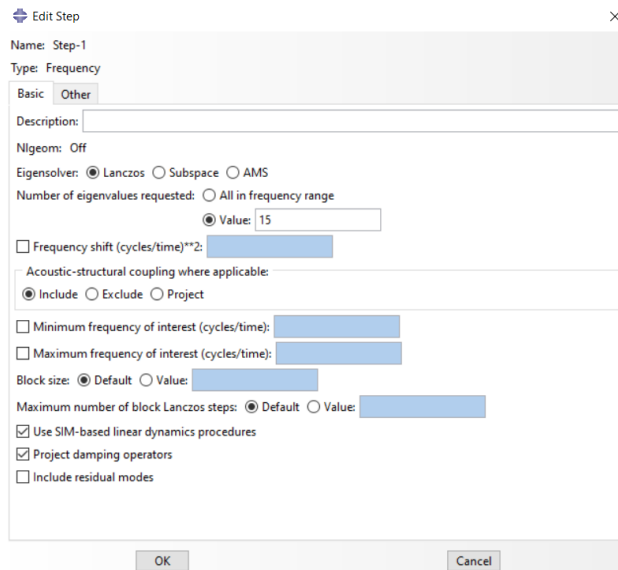 Edit Step
Name: Step-1
Type: Frequency
Basic Other
Description:
Nlgeom: Off
Eigensolver: Lanczos Subspace AMS
Number of eigenvalues requested: All in frequency range
Value: 15
Frequency shift (cycles/time)**2:
Acoustic-structural coupling where applicable:
Include Exclude Project
Minimum frequency of interest (cycles/time):
Maximum frequency of interest (cycles/time):
Block size: Default Value:
Maximum number of block Lanczos steps: Default Value:
Use SIM-based linear dynamics procedures
Project damping operators
Include residual modes
OK Cancel